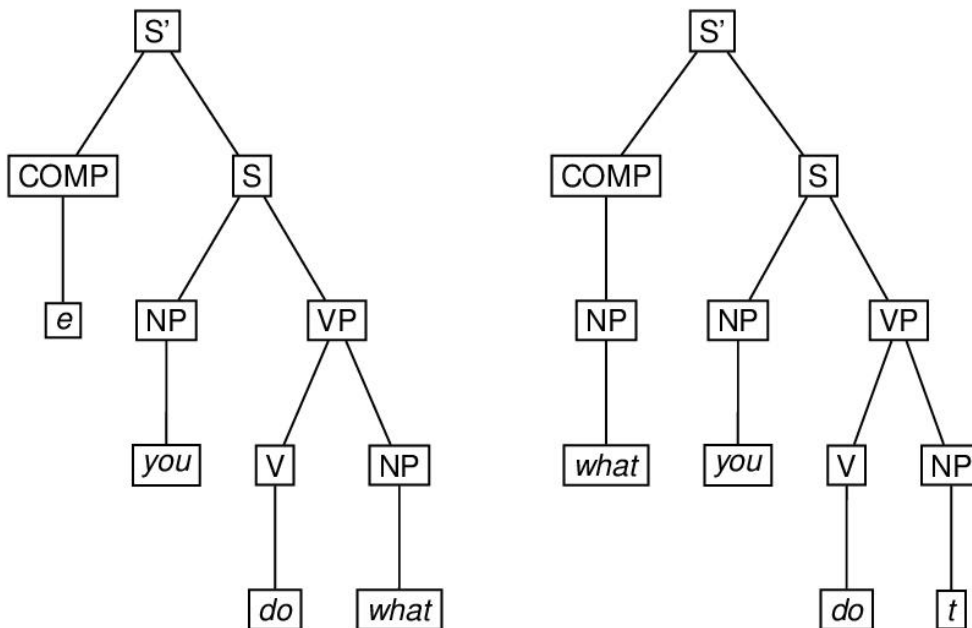 S’ S’
COMP S COMP S
e NP VP NP NP VP
you V NP what you V NP
do what do t